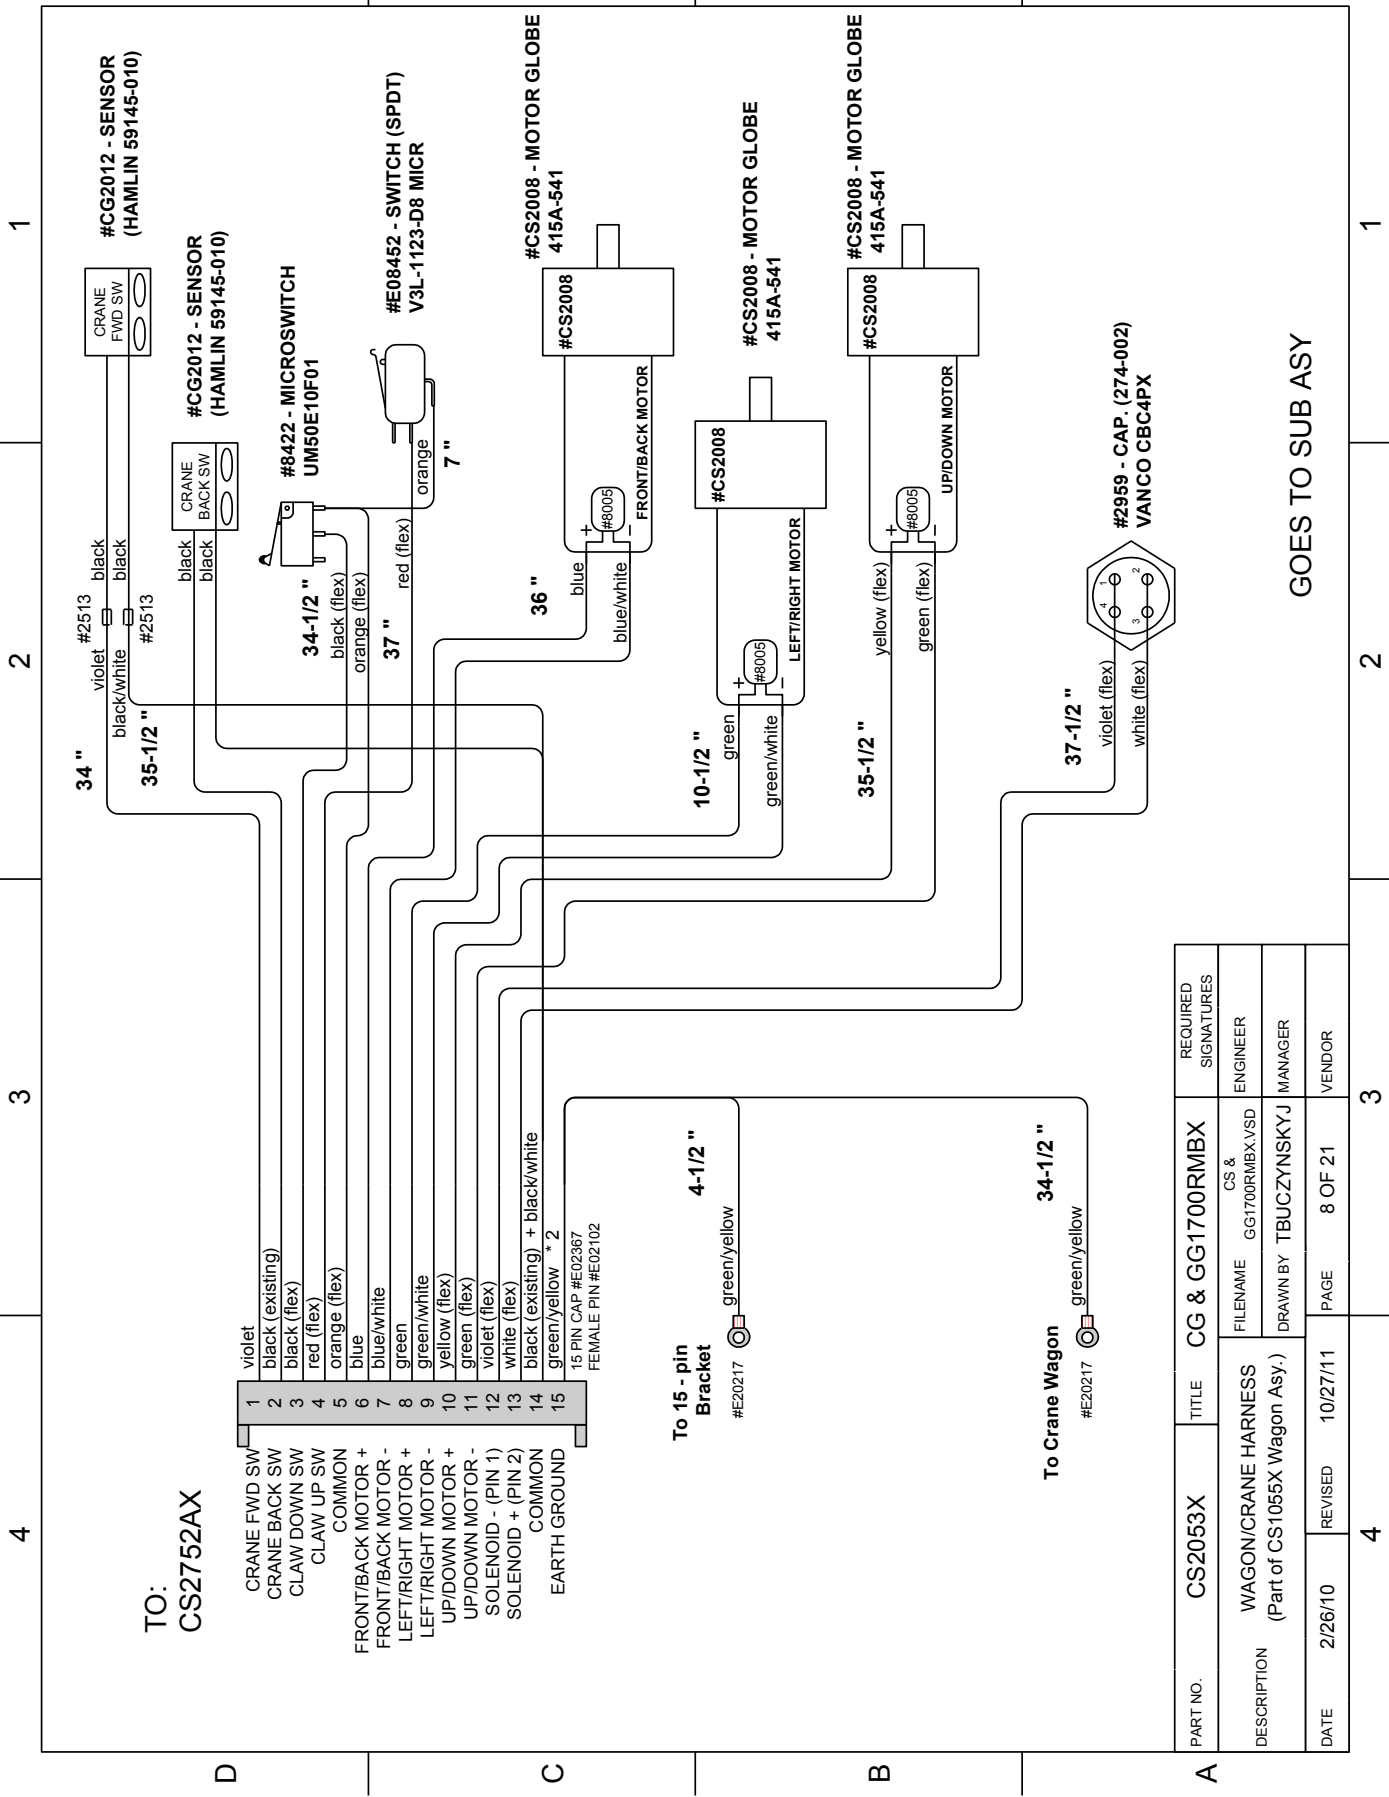 4
3
2
1
D
C
B
A
TO:
CS2752AX
CRANE FWD SW
CRANE BACK SW
CLAW DOWN SW
CLAW UP SW
COMMON
FRONT/BACK MOTOR +
FRONT/BACK MOTOR -
LEFT/RIGHT MOTOR +
LEFT/RIGHT MOTOR -
UP/DOWN MOTOR +
UP/DOWN MOTOR -
SOLENOID - (PIN 1)
SOLENOID + (PIN 2)
COMMON
EARTH GROUND
1
2
3
4
5
6
7
8
9
10
11
12
13
14
15
violet
black (existing)
black (flex)
red (flex)
orange (flex)
blue
blue/white
green
green/white
yellow (flex)
green (flex)
violet (flex)
white (flex)
black (existing) + black/white
green/yellow * 2
15 PIN CAP #E02367
FEMALE PIN #E02102
34 "
violet
#2513
black
black/white
black
#2513
35-1/2 "
CRANE
FWD SW
#CG2012 - SENSOR
(HAMLIN 59145-010)
black
black
CRANE
BACK SW
#CG2012 - SENSOR
(HAMLIN 59145-010)
#8422 - MICROSWITCH
UM50E10F01
34-1/2 "
black (flex)
orange (flex)
37 "
red (flex)
orange
7 "
#E08452 - SWITCH (SPDT)
V3L-1123-D8 MICR
36 "
blue
blue/white
+
-
#8005
FRONT/BACK MOTOR
#CS2008
#CS2008 - MOTOR GLOBE
415A-541
10-1/2 "
green
green/white
+
-
#8005
LEFT/RIGHT MOTOR
#CS2008
#CS2008 - MOTOR GLOBE
415A-541
35-1/2 "
yellow (flex)
green (flex)
+
-
#8005
UP/DOWN MOTOR
#CS2008
#CS2008 - MOTOR GLOBE
415A-541
37-1/2 "
violet (flex)
white (flex)
4
1
3
2
#2959 - CAP. (274-002)
VANCO CBC4PX
To 15 - pin
Bracket
#E20217
green/yellow
4-1/2 "
To Crane Wagon
#E20217
green/yellow
34-1/2 "
GOES TO SUB ASY
PART NO.
CS2053X
TITLE
CG & GG1700RMBX
REQUIRED
SIGNATURES
DESCRIPTION
WAGON/CRANE HARNESS
(Part of CS1055X Wagon Asy.)
FILENAME
CS &
GG1700RMBX.VSD
ENGINEER
DRAWN BY
TBUCZYNSKYJ
MANAGER
DATE
2/26/10
REVISED
10/27/11
PAGE
8 OF 21
VENDOR
4
3
2
1